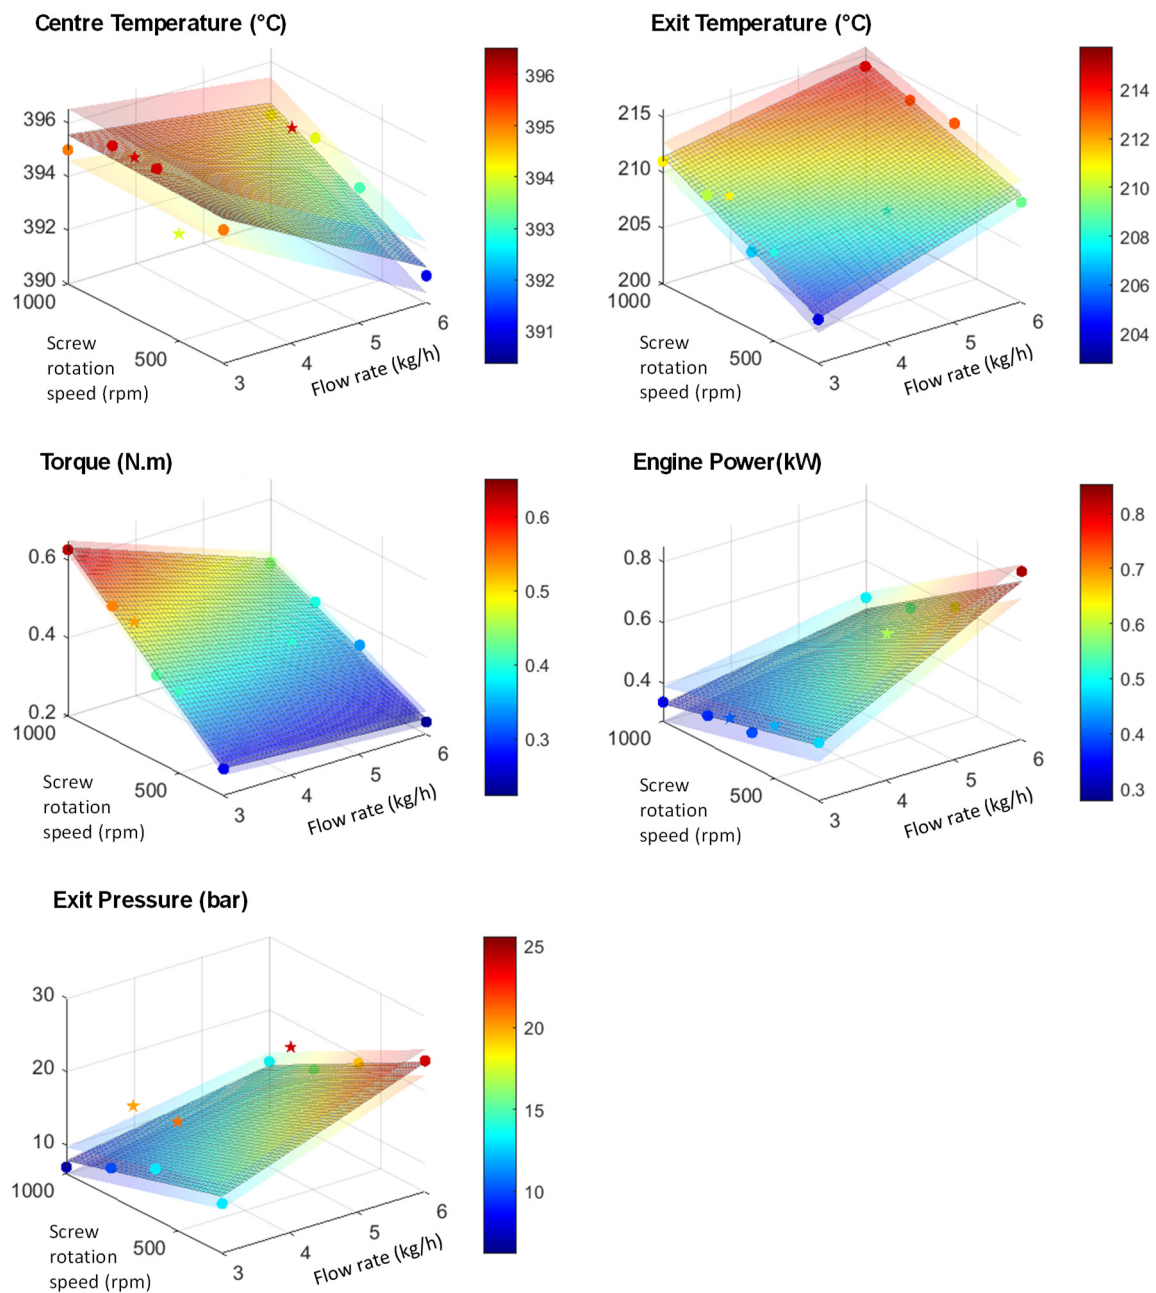 Centre Temperature (°C)
396
394
392
390
1000
500
3
4
5
6
Screw
rotation
speed (rpm)
Flow rate (kg/h)
396
395
394
393
392
391
Exit Temperature (°C)
215
210
205
200
1000
500
3
4
5
6
Screw
rotation
speed (rpm)
Flow rate (kg/h)
214
212
210
208
206
204
Torque (N.m)
0.6
0.4
0.2
1000
500
3
4
5
6
Screw
rotation
speed (rpm)
Flow rate (kg/h)
0.6
0.5
0.4
0.3
Engine Power(kW)
0.8
0.6
0.4
1000
500
3
4
5
6
Screw
rotation
speed (rpm)
Flow rate (kg/h)
0.8
0.7
0.6
0.5
0.4
0.3
Exit Pressure (bar)
30
20
10
1000
500
3
4
5
6
Screw
rotation
speed (rpm)
Flow rate (kg/h)
25
20
15
10